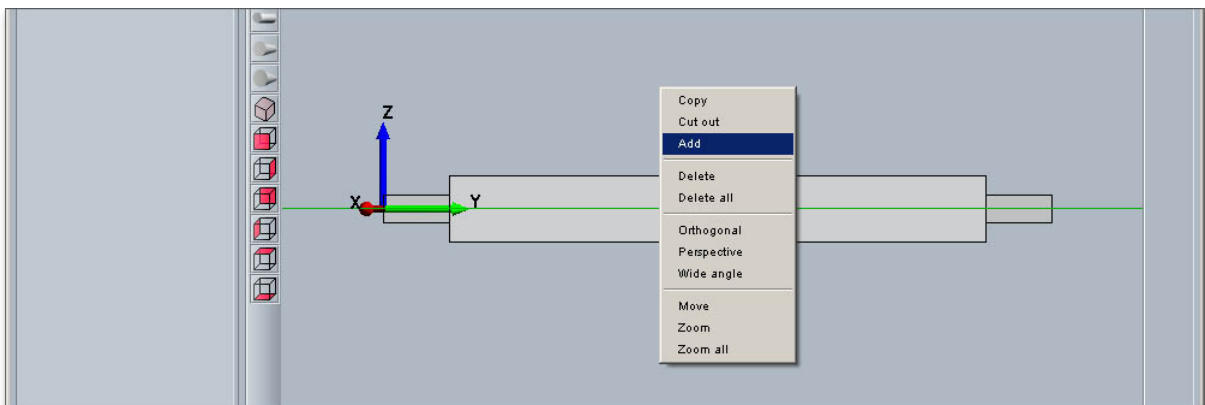 Z
X
Y
Copy
Cut out
Add
Delete
Delete all
Orthogonal
Perspective
Wide angle
Move
Zoom
Zoom all